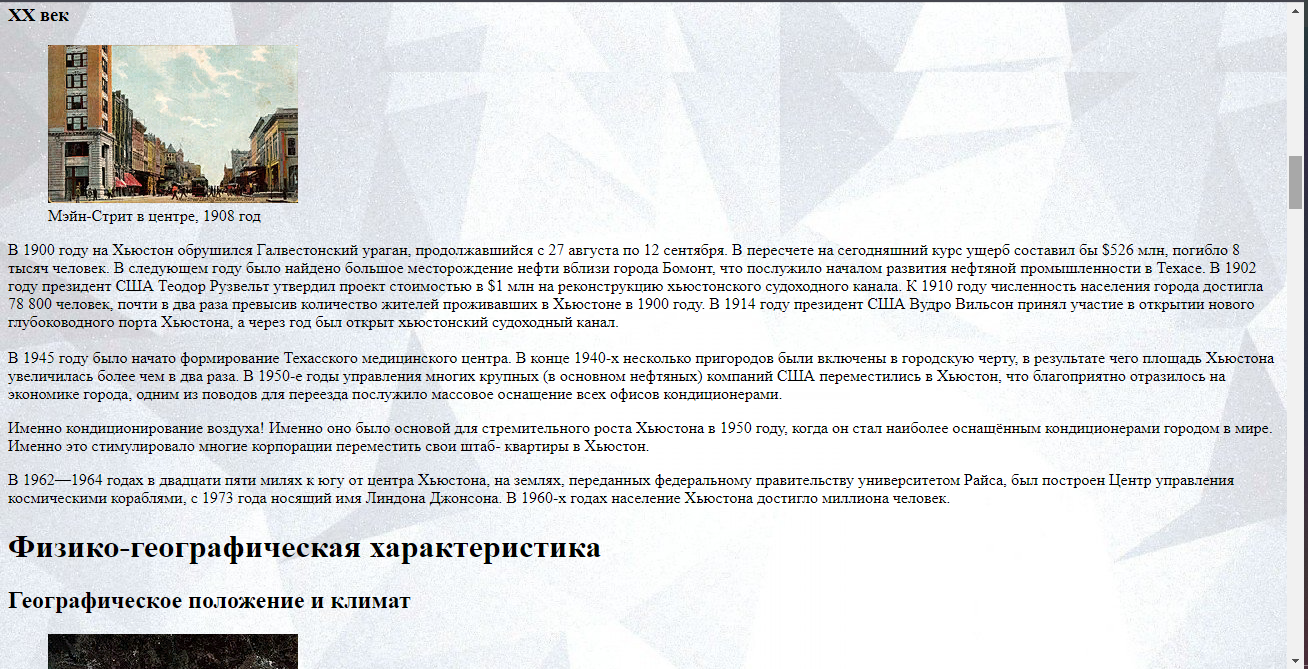 XX век
Мэйн-Стрит в центре, 1908 год
В 1900 году на Хьюстон обрушился Галвестонский ураган, продолжавшийся с 27 августа по 12 сентября. В пересчете на сегодняшний курс ущерб составил бы $526 млн, погибло 8
тысяч человек. В следующем году было найдено большое месторождение нефти вблизи города Бомонт, что послужило началом развития нефтяной промышленности в Техасе. В 1902
году президент США Теодор Рузвельт утвердил проект стоимостью в $1 млн на реконструкцию хьюстонского судоходного канала. К 1910 году численность населения города достигла
78 800 человек, почти в два раза превысив количество жителей проживавших в Хьюстоне в 1900 году. В 1914 году президент США Вудро Вильсон принял участие в открытии нового
глубоководного порта Хьюстона, а через год был открыт хьюстонский судоходный канал.
В 1945 году было начато формирование Техасского медицинского центра. В конце 1940-х несколько пригородов были включены в городскую черту, в результате чего площадь Хьюстона
увеличилась более чем в два раза. В 1950-е годы управления многих крупных (в основном нефтяных) компаний США переместились в Хьюстон, что благоприятно отразилось на
экономике города, одним из поводов для переезда послужило массовое оснащение всех офисов кондиционерами.
Именно кондиционирование воздуха! Именно оно было основой для стремительного роста Хьюстона в 1950 году, когда он стал наиболее оснащённым кондиционерами городом в мире.
Именно это стимулировало многие корпорации переместить свои штаб- квартиры в Хьюстон.
В 1962—1964 годах в двадцати пяти милях к югу от центра Хьюстона, на землях, переданных федеральному правительству университетом Райса, был построен Центр управления
космическими кораблями, с 1973 года носящий имя Линдона Джонсона. В 1960-х годах население Хьюстона достигло миллиона человек.
Физико-географическая характеристика
Географическое положение и климат